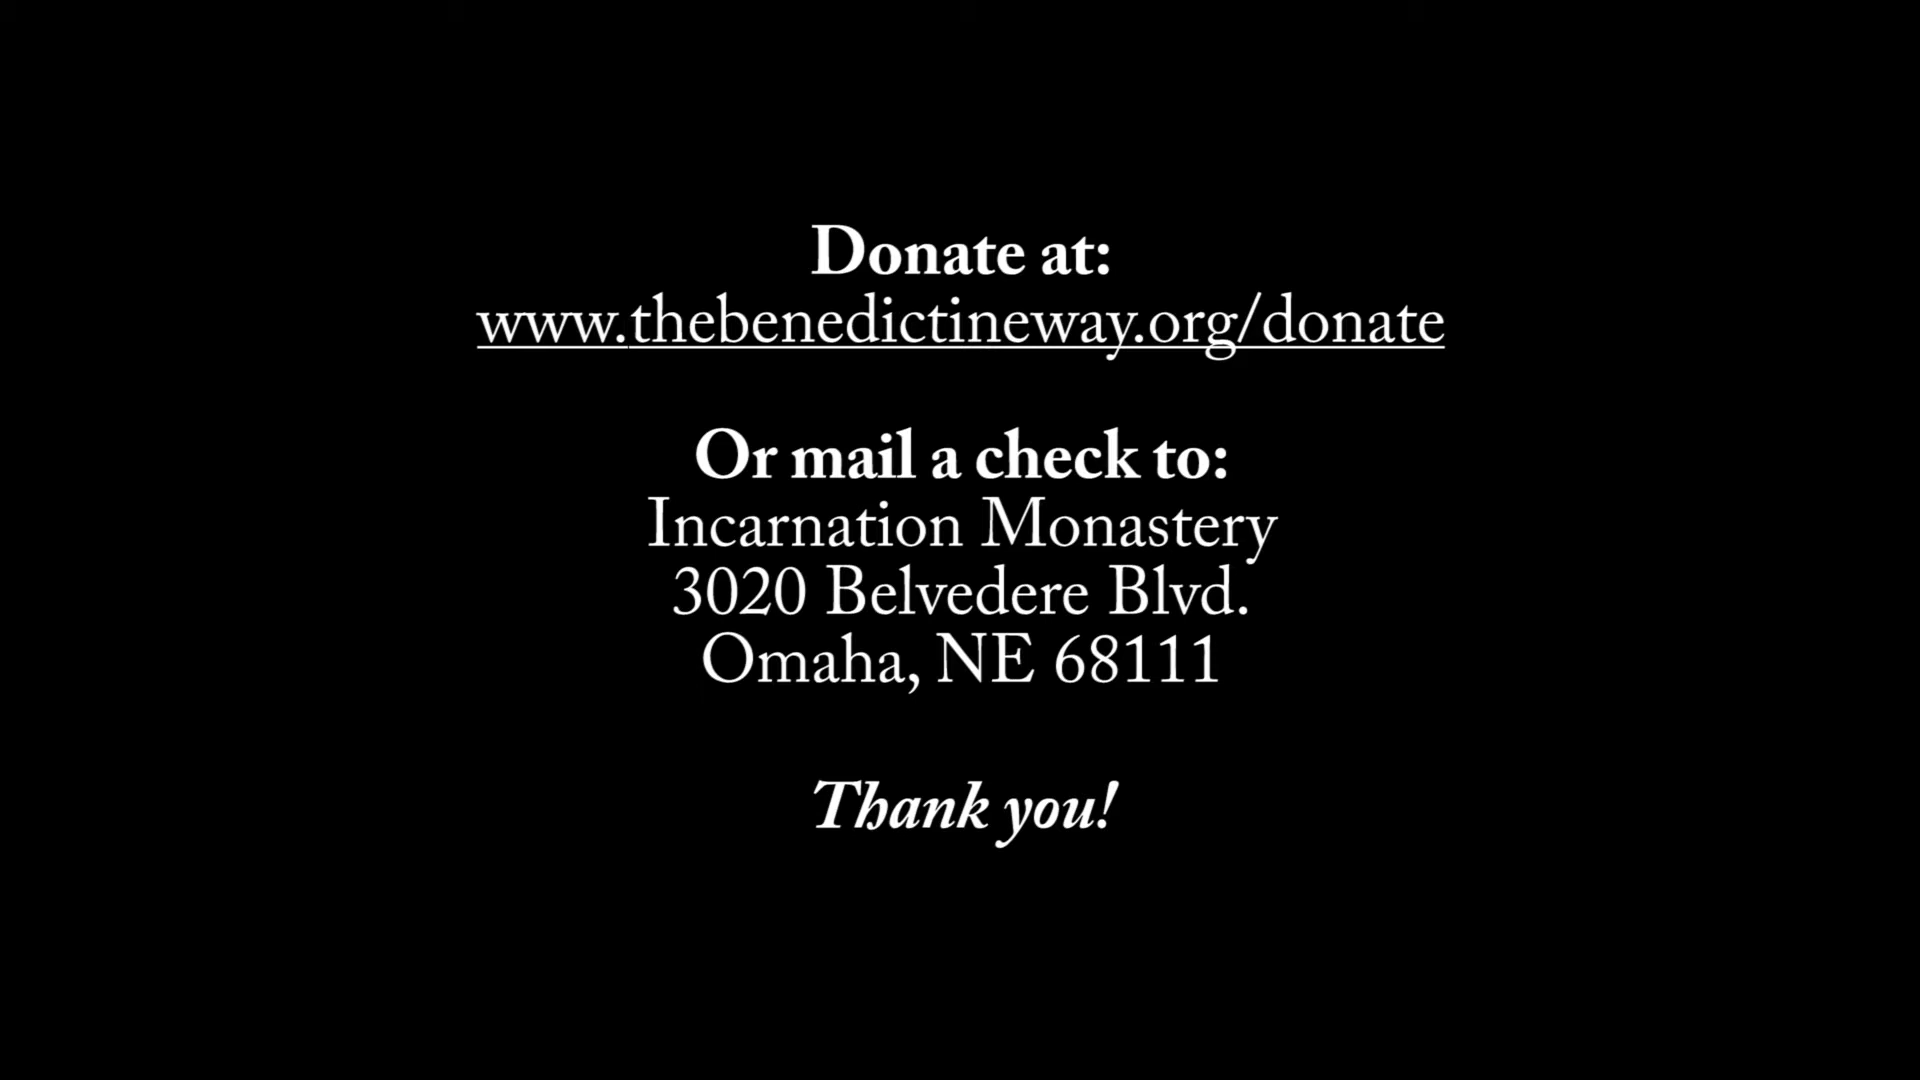 Donate at:
www.thebenedictineway.org/donate
Or mail a check to:
Incarnation Monastery
3020 Belvedere Blvd.
Omaha, NE 68111
Thank you!